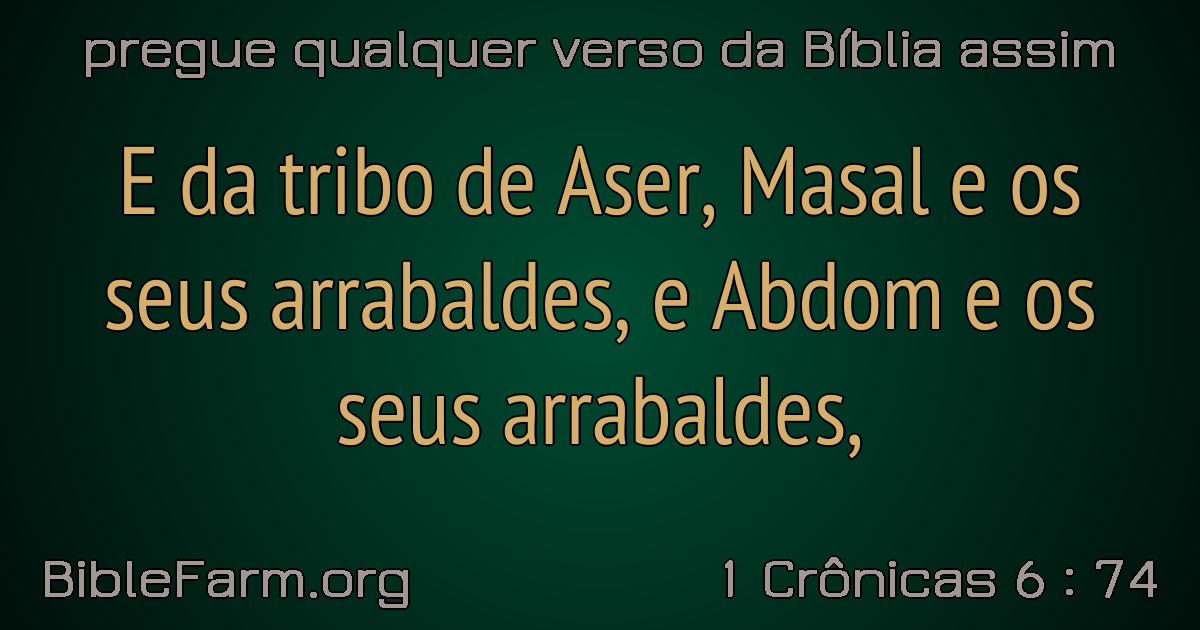 pregue qualquer verso da Bíblia assim
E da tribo de Aser, Masal e os
seus arrabaldes, e Abdom e os
seus arrabaldes,
BibleFarm.org
1 Crônicas 6 : 74